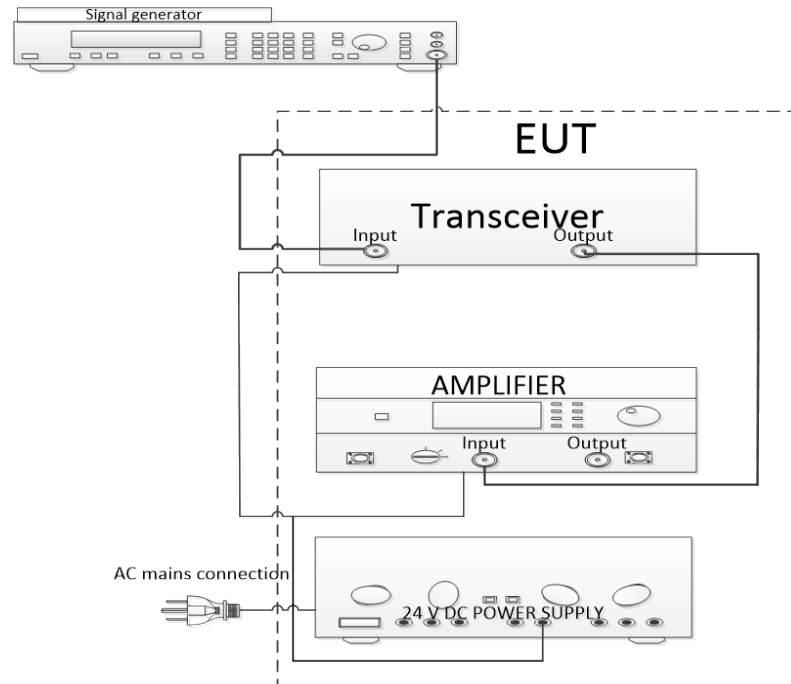 Signal generator
EUT
Transceiver
Input
Output
AMPLIFIER
Input
Output
AC mains connection
24 V DC POWER SUPPLY